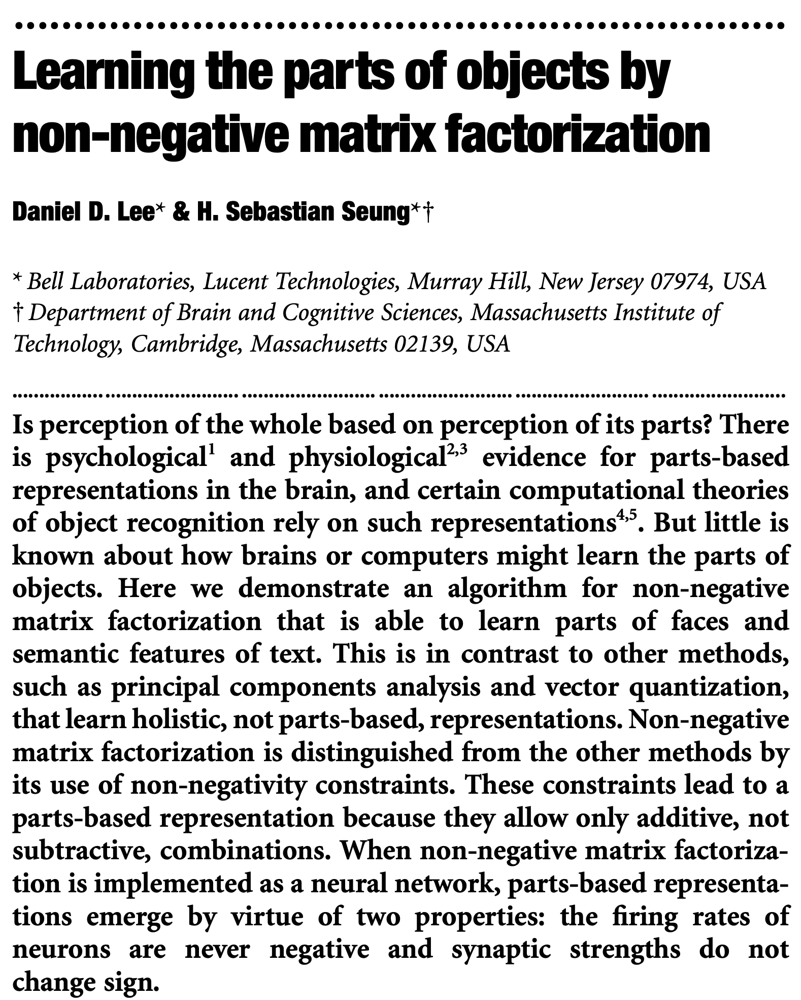 Learning the parts of objects by
non-negative matrix factorization
Daniel D. Lee* & H. Sebastian Seung*†
* Bell Laboratories, Lucent Technologies, Murray Hill, New Jersey 07974, USA
† Department of Brain and Cognitive Sciences, Massachusetts Institute of
Technology, Cambridge, Massachusetts 02139, USA
Is perception of the whole based on perception of its parts? There
is psychological1 and physiological2,3 evidence for parts-based
representations in the brain, and certain computational theories
of object recognition rely on such representations4,5. But little is
known about how brains or computers might learn the parts of
objects. Here we demonstrate an algorithm for non-negative
matrix factorization that is able to learn parts of faces and
semantic features of text. This is in contrast to other methods,
such as principal components analysis and vector quantization,
that learn holistic, not parts-based, representations. Non-negative
matrix factorization is distinguished from the other methods by
its use of non-negativity constraints. These constraints lead to a
parts-based representation because they allow only additive, not
subtractive, combinations. When non-negative matrix factoriza-
tion is implemented as a neural network, parts-based representa-
tions emerge by virtue of two properties: the firing rates of
neurons are never negative and synaptic strengths do not
change sign.